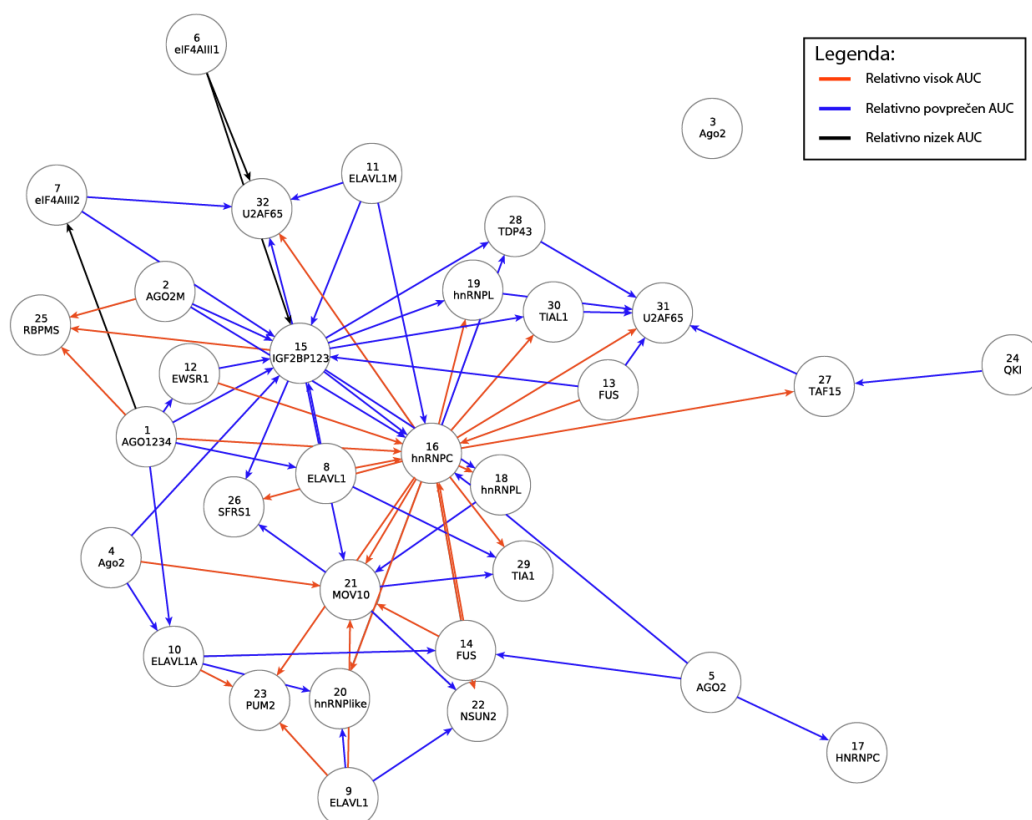 6
eIF4AIII1
Legenda:
Relativno visok AUC
Relativno povprečen AUC
Relativno nizek AUC
3
Ago2
11
ELAVL1M
7
eIF4AIII2
32
U2AF65
28
TDP43
2
AGO2M
19
hnRNPL
30
TIAL1
31
U2AF65
25
RBPMS
15
IGF2BP123
24
QKI
12
EWSR1
13
FUS
27
TAF15
1
AGO1234
16
hnRNPC
8
ELAVL1
18
hnRNPL
26
SFRS1
4
Ago2
29
TIA1
21
MOV10
10
ELAVL1A
14
FUS
5
AGO2
23
PUM2
20
hnRNPlike
22
NSUN2
17
HNRNPC
9
ELAVL1